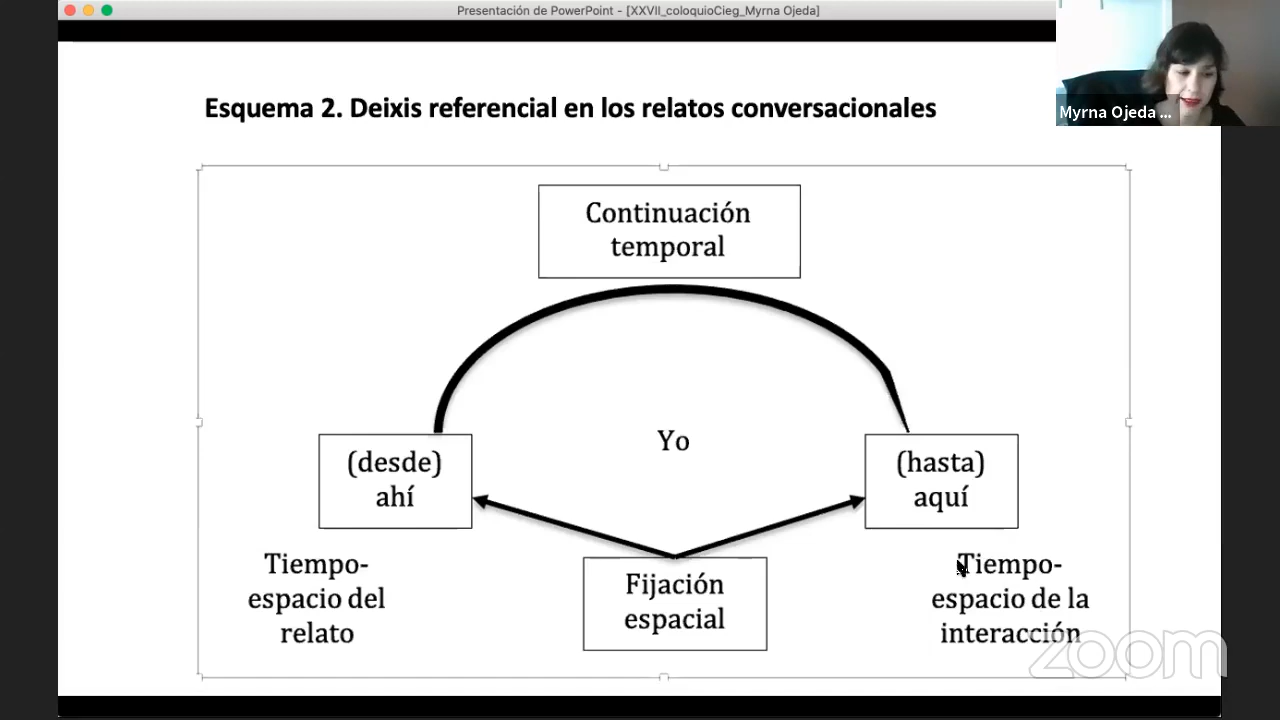 Presentación de PowerPoint - [XXVII_coloquioCieg_Myrna Ojeda]
Myrna Ojeda ...
Esquema 2. Deixis referencial en los relatos conversacionales
Continuación
temporal
Yo
(desde)
ahí
(hasta)
aquí
Tiempo-
espacio del
relato
Fijación
espacial
Tiempo-
espacio de la
interacción
zoom